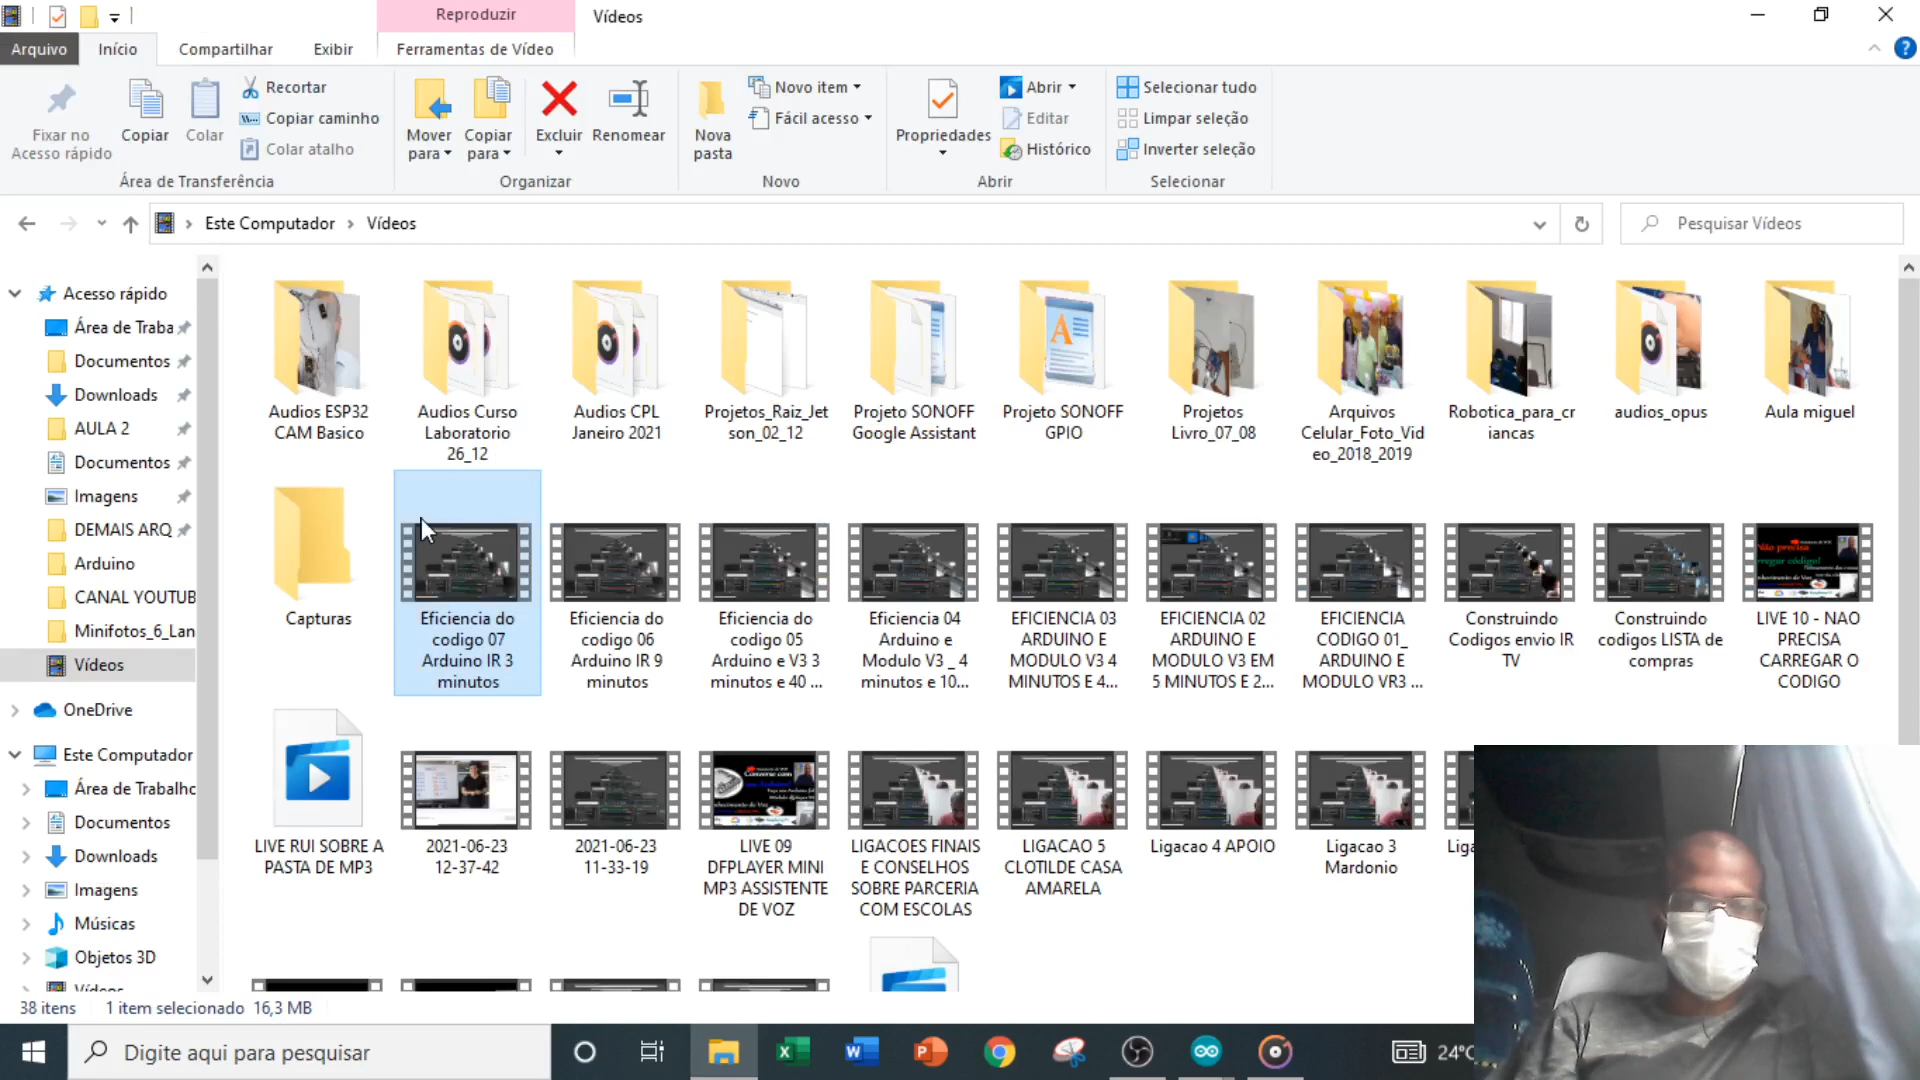 Reproduzir
Vídeos
Arquivo
Início
Compartilhar
Exibir
Ferramentas de Vídeo
Fixar no
Acesso rápido
Copiar
Colar
Recortar
Copiar caminho
Colar atalho
Área de Transferência
Mover
para
Copiar
para
Excluir
Renomear
Organizar
Nova
pasta
Novo item
Fácil acesso
Novo
Propriedades
Abrir
Editar
Histórico
Abrir
Selecionar tudo
Limpar seleção
Inverter seleção
Selecionar
Este Computador > Vídeos
Pesquisar Vídeos
Acesso rápido
Área de Traba
Documentos
Downloads
AULA 2
Documentos
Imagens
DEMAIS ARQ
Arduino
CANAL YOUTUB
Minifotos_6_Lan
Vídeos
OneDrive
Este Computador
Área de Trabalho
Documentos
Downloads
Imagens
Músicas
Objetos 3D
Vídeos
Audios ESP32
CAM Basico
Audios Curso
Laboratorio
26_12
Audios CPL
Janeiro 2021
Projetos_Raiz_Jet
son_02_12
Projeto SONOFF
Google Assistant
Projeto SONOFF
GPIO
Projetos
Livro_07_08
Arquivos
Celular_Foto_Vid
eo_2018_2019
Robotica_para_cr
iancas
audios_opus
Aula miguel
Capturas
Eficiencia do
codigo 07
Arduino IR 3
minutos
Eficiencia do
codigo 06
Arduino IR 9
minutos
Eficiencia do
codigo 05
Arduino e V3 3
minutos e 40 ...
Eficiencia 04
Arduino e
Modulo V3 _ 4
minutos e 10...
EFICIENCIA 03
ARDUINO E
MODULO V3 4
MINUTOS E 4...
EFICIENCIA 02
ARDUINO E
MODULO V3 EM
5 MINUTOS E 2...
EFICIENCIA
CODIGO 01_
ARDUINO E
MODULO VR3 ...
Construindo
Codigos envio IR
TV
Construindo
codigos LISTA de
compras
Não precisa
LIVE 10 - NAO
PRECISA
CARREGAR O
CODIGO
LIVE RUI SOBRE A
PASTA DE MP3
2021-06-23
12-37-42
2021-06-23
11-33-19
LIVE 09
DFPLAYER MINI
MP3 ASSISTENTE
DE VOZ
LIGACOES FINAIS
E CONSELHOS
SOBRE PARCERIA
COM ESCOLAS
LIGACAO 5
CLOTILDE CASA
AMARELA
Ligacao 4 APOIO
Ligacao 3
Mardonio
Liga
38 itens
1 item selecionado 16,3 MB
Digite aqui para pesquisar
24°C